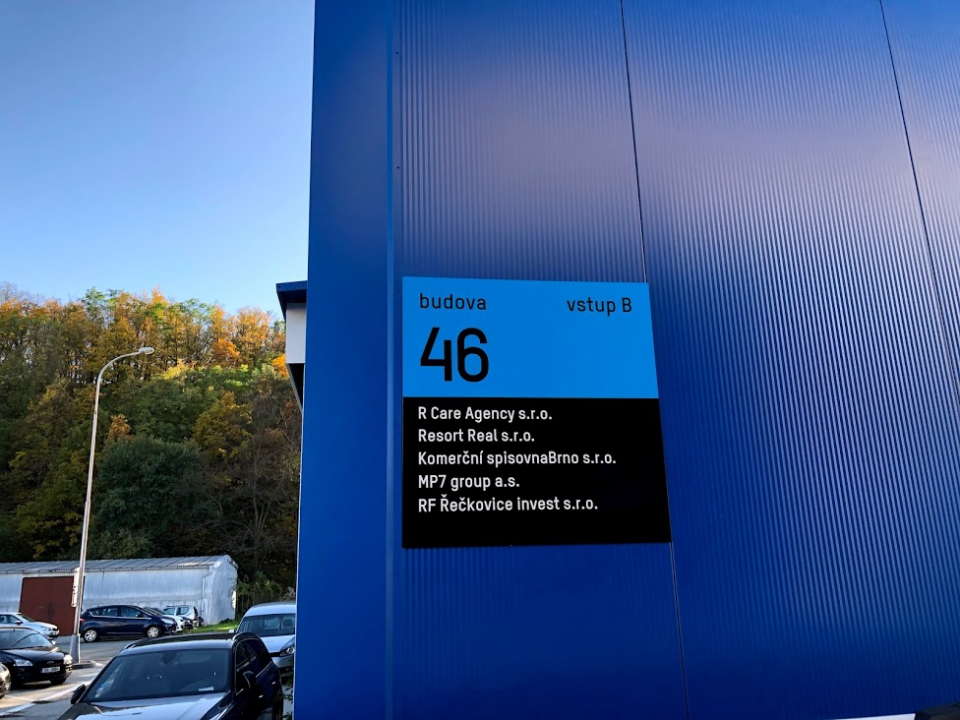 budova vstup B
46
R Care Agency s.r.o.
Resort Real s.r.o.
Komerční spisovnaBrno s.r.o.
MP7 group a.s.
RF Řečkovice invest s.r.o.